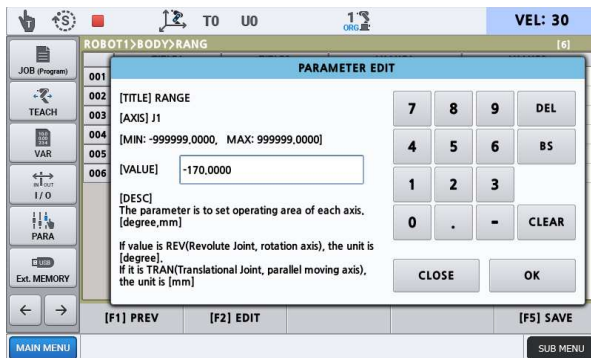 T0 U0 ORG VEL: 30
ROBOT1>BODY>RANG [6]
JOB (Program)
TEACH
VAR
IN OUT
I/O
PARA
USB
Ext. MEMORY
MAIN MENU
001
002
003
004
005
006
PARAMETER EDIT
[TITLE] RANGE
[AXIS] J1
[MIN: -999999.0000, MAX: 999999.0000]
[VALUE] -170.0000
[DESC]
The parameter is to set operating area of each axis.
[degree,mm]
If value is REV(Revolute Joint, rotation axis), the unit is
[degree].
If it is TRAN(Translational Joint, parallel moving axis),
the unit is [mm]
7 8 9 DEL
4 5 6 BS
1 2 3
0 . - CLEAR
CLOSE OK
[F1] PREV [F2] EDIT [F5] SAVE
SUB MENU